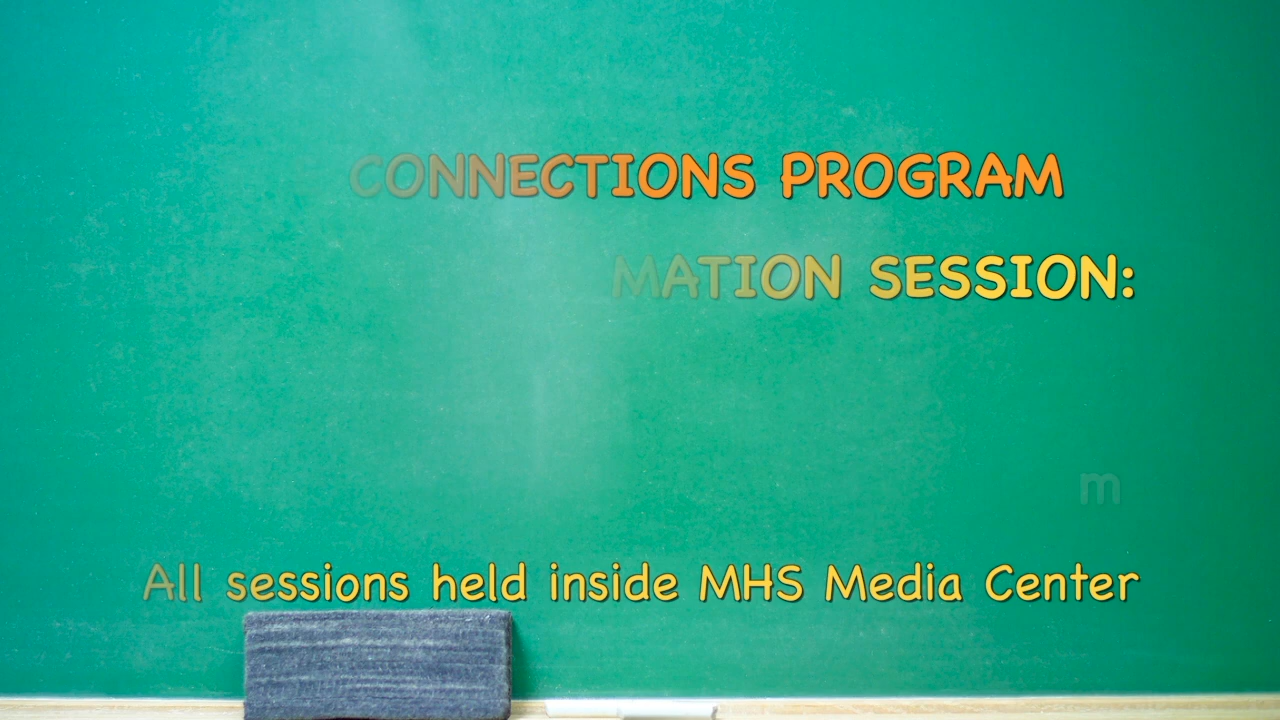 CONNECTIONS PROGRAM
MATION SESSION:
m
All sessions held inside MHS Media Center